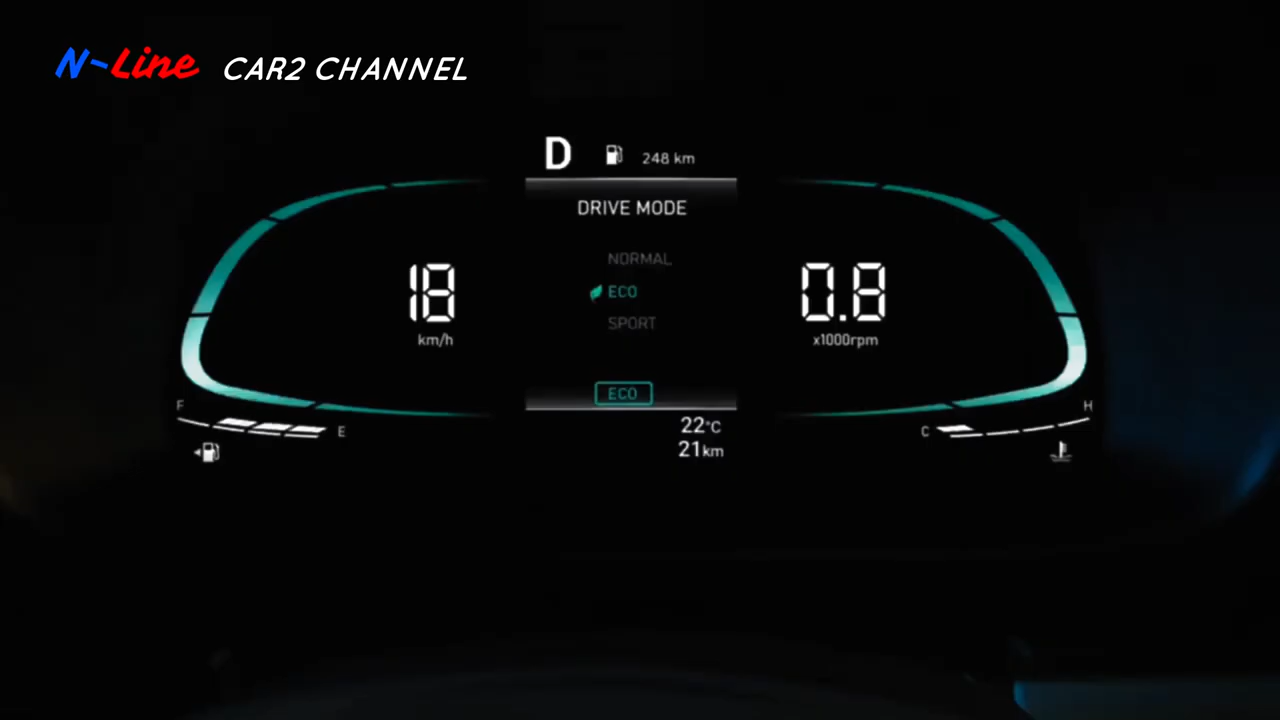 N-Line CAR2 CHANNEL
D 248 km
DRIVE MODE
NORMAL
ECO
SPORT
18
km/h
0.8
x1000rpm
ECO
F
E
22°C
21km
C
H